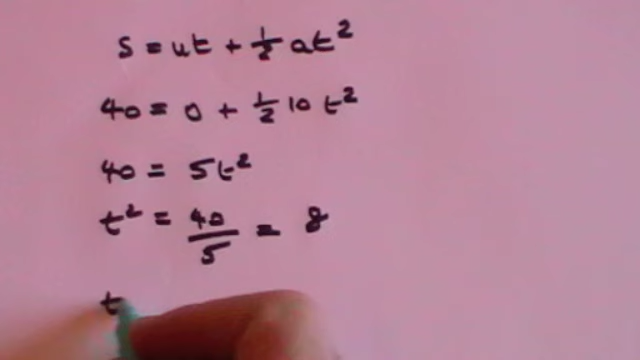 s = ut + 1/2 at²
40 = 0 + 1/2 10 t²
40 = 5t²
t² = 40/5 = 8
t